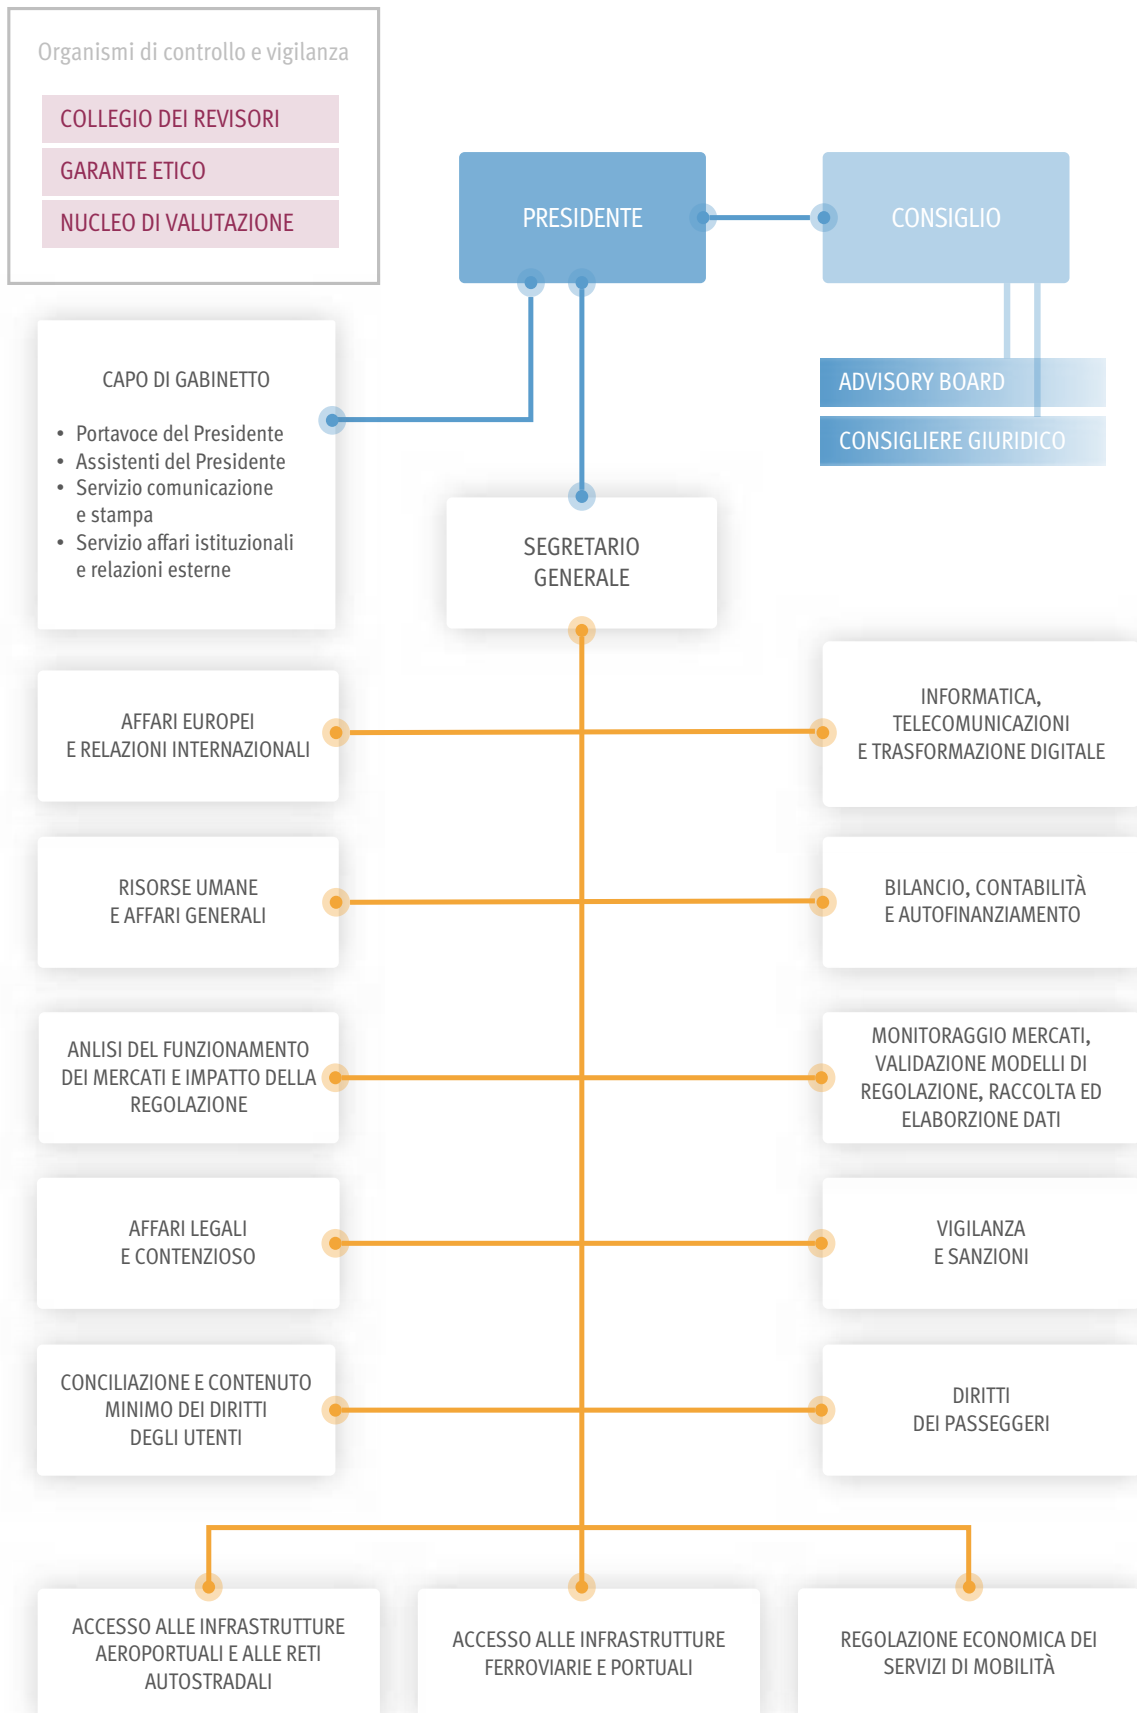 Organismi di controllo e vigilanza
COLLEGIO DEI REVISORI
GARANTE ETICO
NUCLEO DI VALUTAZIONE
PRESIDENTE
CONSIGLIO
ADVISORY BOARD
CONSIGLIERE GIURIDICO
CAPO DI GABINETTO
• Portavoce del Presidente
• Assistenti del Presidente
• Servizio comunicazione
e stampa
• Servizio affari istituzionali
e relazioni esterne
SEGRETARIO
GENERALE
AFFARI EUROPEI
E RELAZIONI INTERNAZIONALI
INFORMATICA,
TELECOMUNICAZIONI
E TRASFORMAZIONE DIGITALE
RISORSE UMANE
E AFFARI GENERALI
BILANCIO, CONTABILITÀ
E AUTOFINANZIAMENTO
ANLISI DEL FUNZIONAMENTO
DEI MERCATI E IMPATTO DELLA
REGOLAZIONE
MONITORAGGIO MERCATI,
VALIDAZIONE MODELLI DI
REGOLAZIONE, RACCOLTA ED
ELABORZIONE DATI
AFFARI LEGALI
E CONTENZIOSO
VIGILANZA
E SANZIONI
CONCILIAZIONE E CONTENUTO
MINIMO DEI DIRITTI
DEGLI UTENTI
DIRITTI
DEI PASSEGGERI
ACCESSO ALLE INFRASTRUTTURE
AEROPORTUALI E ALLE RETI
AUTOSTRADALI
ACCESSO ALLE INFRASTRUTTURE
FERROVIARIE E PORTUALI
REGOLAZIONE ECONOMICA DEI
SERVIZI DI MOBILITÀ